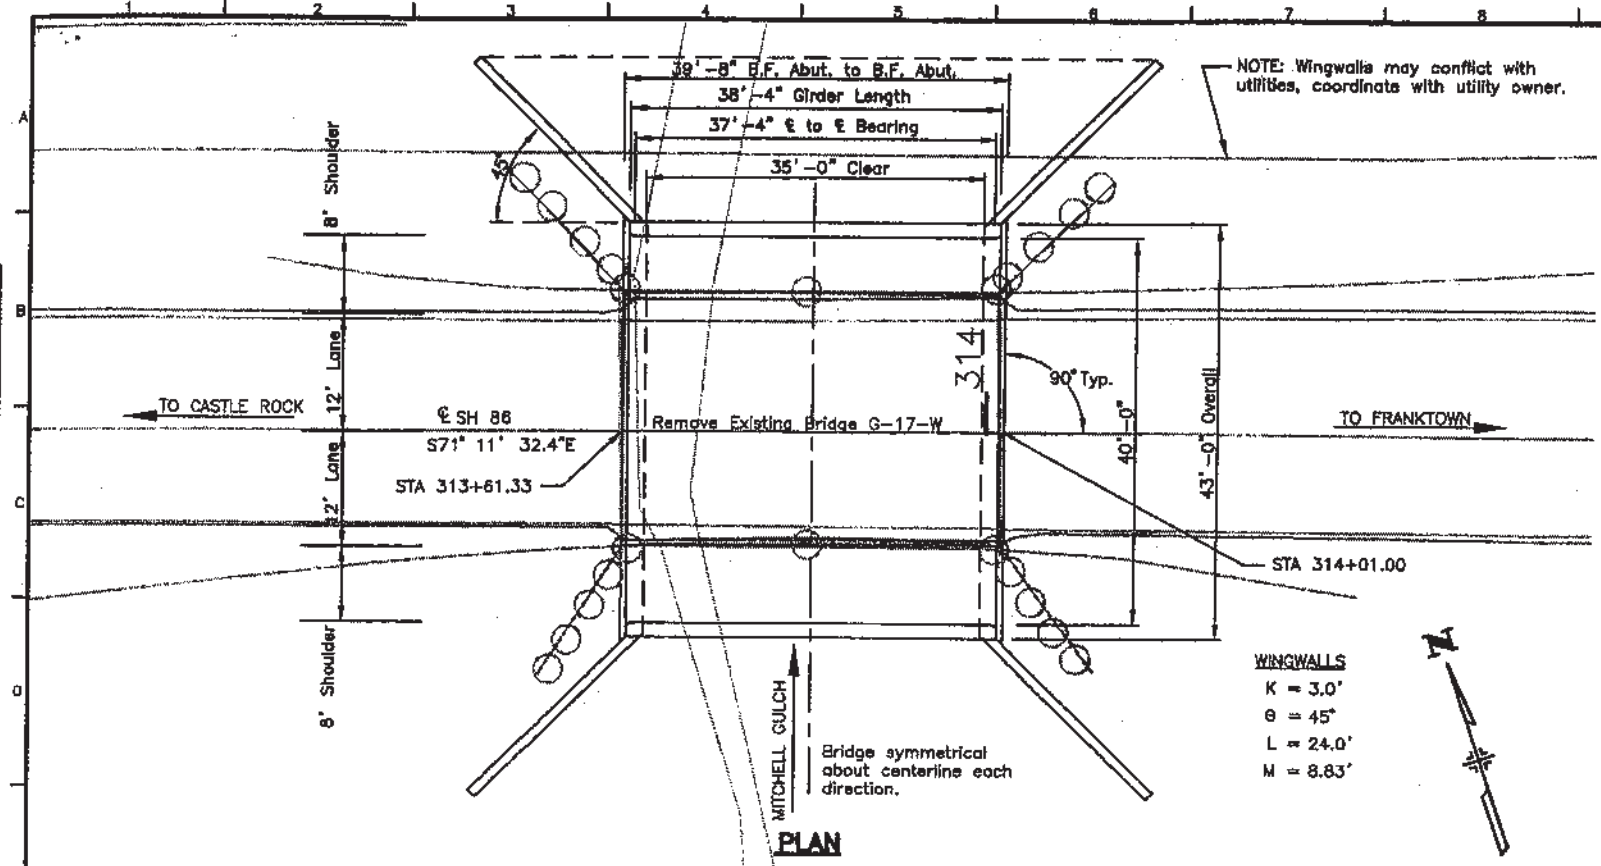 1 2 3 4 5 6 7 8
A
B
C
D
39'-8" B.F. Abut. to B.F. Abut.
38'-4" Girder Length
37'-4" ℄ to ℄ Bearing
35'-0" Clear
NOTE: Wingwalls may conflict with
utilities, coordinate with utility owner.
45°
8' Shoulder
12' Lane
12' Lane
8' Shoulder
314
90° Typ.
40'-0"
43'-0" Overall
TO CASTLE ROCK
℄ SH 86
S71° 11' 32.4"E
Remove Existing Bridge G-17-W
TO FRANKTOWN
STA 313+61.33
STA 314+01.00
MITCHELL GULCH
Bridge symmetrical
about centerline each
direction.
WINGWALLS
K = 3.0'
θ = 45°
L = 24.0'
M = 8.83'
N
PLAN